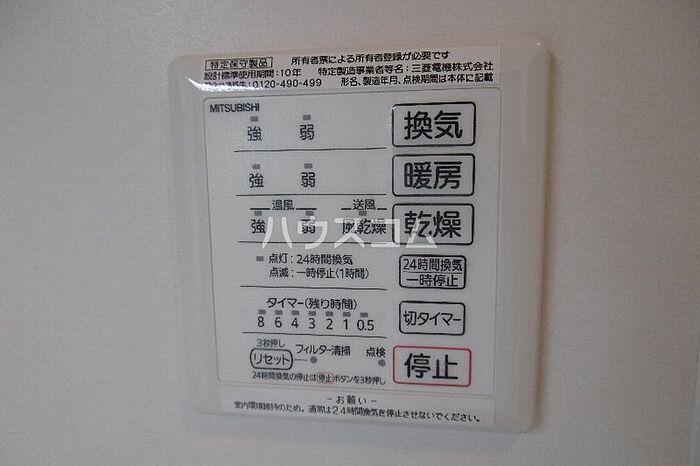 特定保守製品 所有者票による所有者登録が必要です
設計標準使用期間:10年 特定製造事業者等名:三菱電機株式会社
0120-490-499 形名、製造年月、点検期間は本体に記載
MITSUBISHI
強 弱 換気
強 弱 暖房
温風 送風
強 弱 風乾燥 乾燥
点灯:24時間換気
点滅:一時停止(1時間)
24時間換気
一時停止
タイマー(残り時間)
8 6 4 3 2 1 0.5
切タイマー
3秒押し
リセット フィルター清掃 点検
停止
24時間換気の停止は停止ボタンを3秒押し
- お願い -
室内環境維持のため、通常は24時間換気を停止させないでください。
ハウスコム